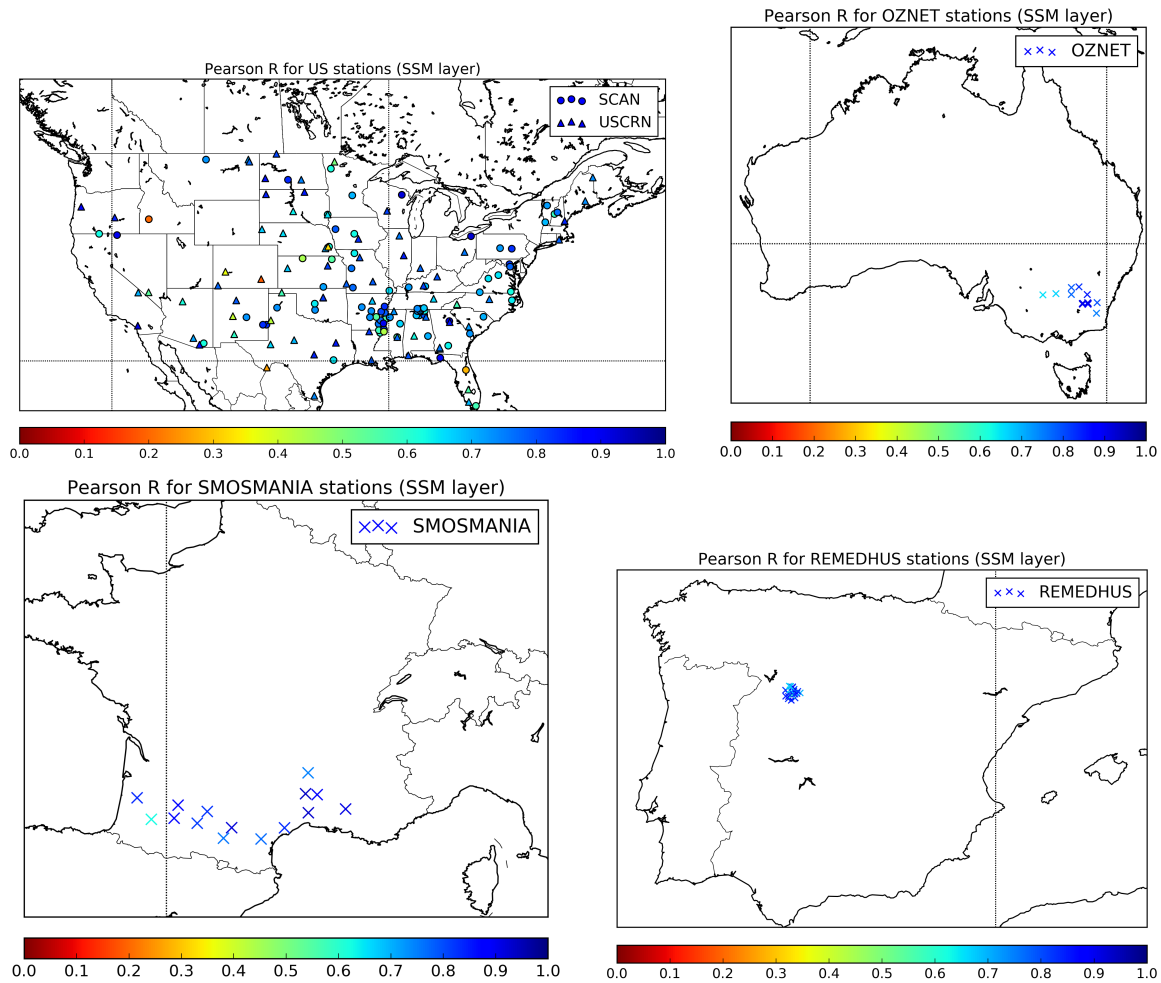 Pearson R for US stations (SSM layer)
SCAN
USCRN
0.0 0.1 0.2 0.3 0.4 0.5 0.6 0.7 0.8 0.9 1.0
Pearson R for OZNET stations (SSM layer)
OZNET
0.0 0.1 0.2 0.3 0.4 0.5 0.6 0.7 0.8 0.9 1.0
Pearson R for SMOSMANIA stations (SSM layer)
SMOSMANIA
0.0 0.1 0.2 0.3 0.4 0.5 0.6 0.7 0.8 0.9 1.0
Pearson R for REMEDHUS stations (SSM layer)
REMEDHUS
0.0 0.1 0.2 0.3 0.4 0.5 0.6 0.7 0.8 0.9 1.0